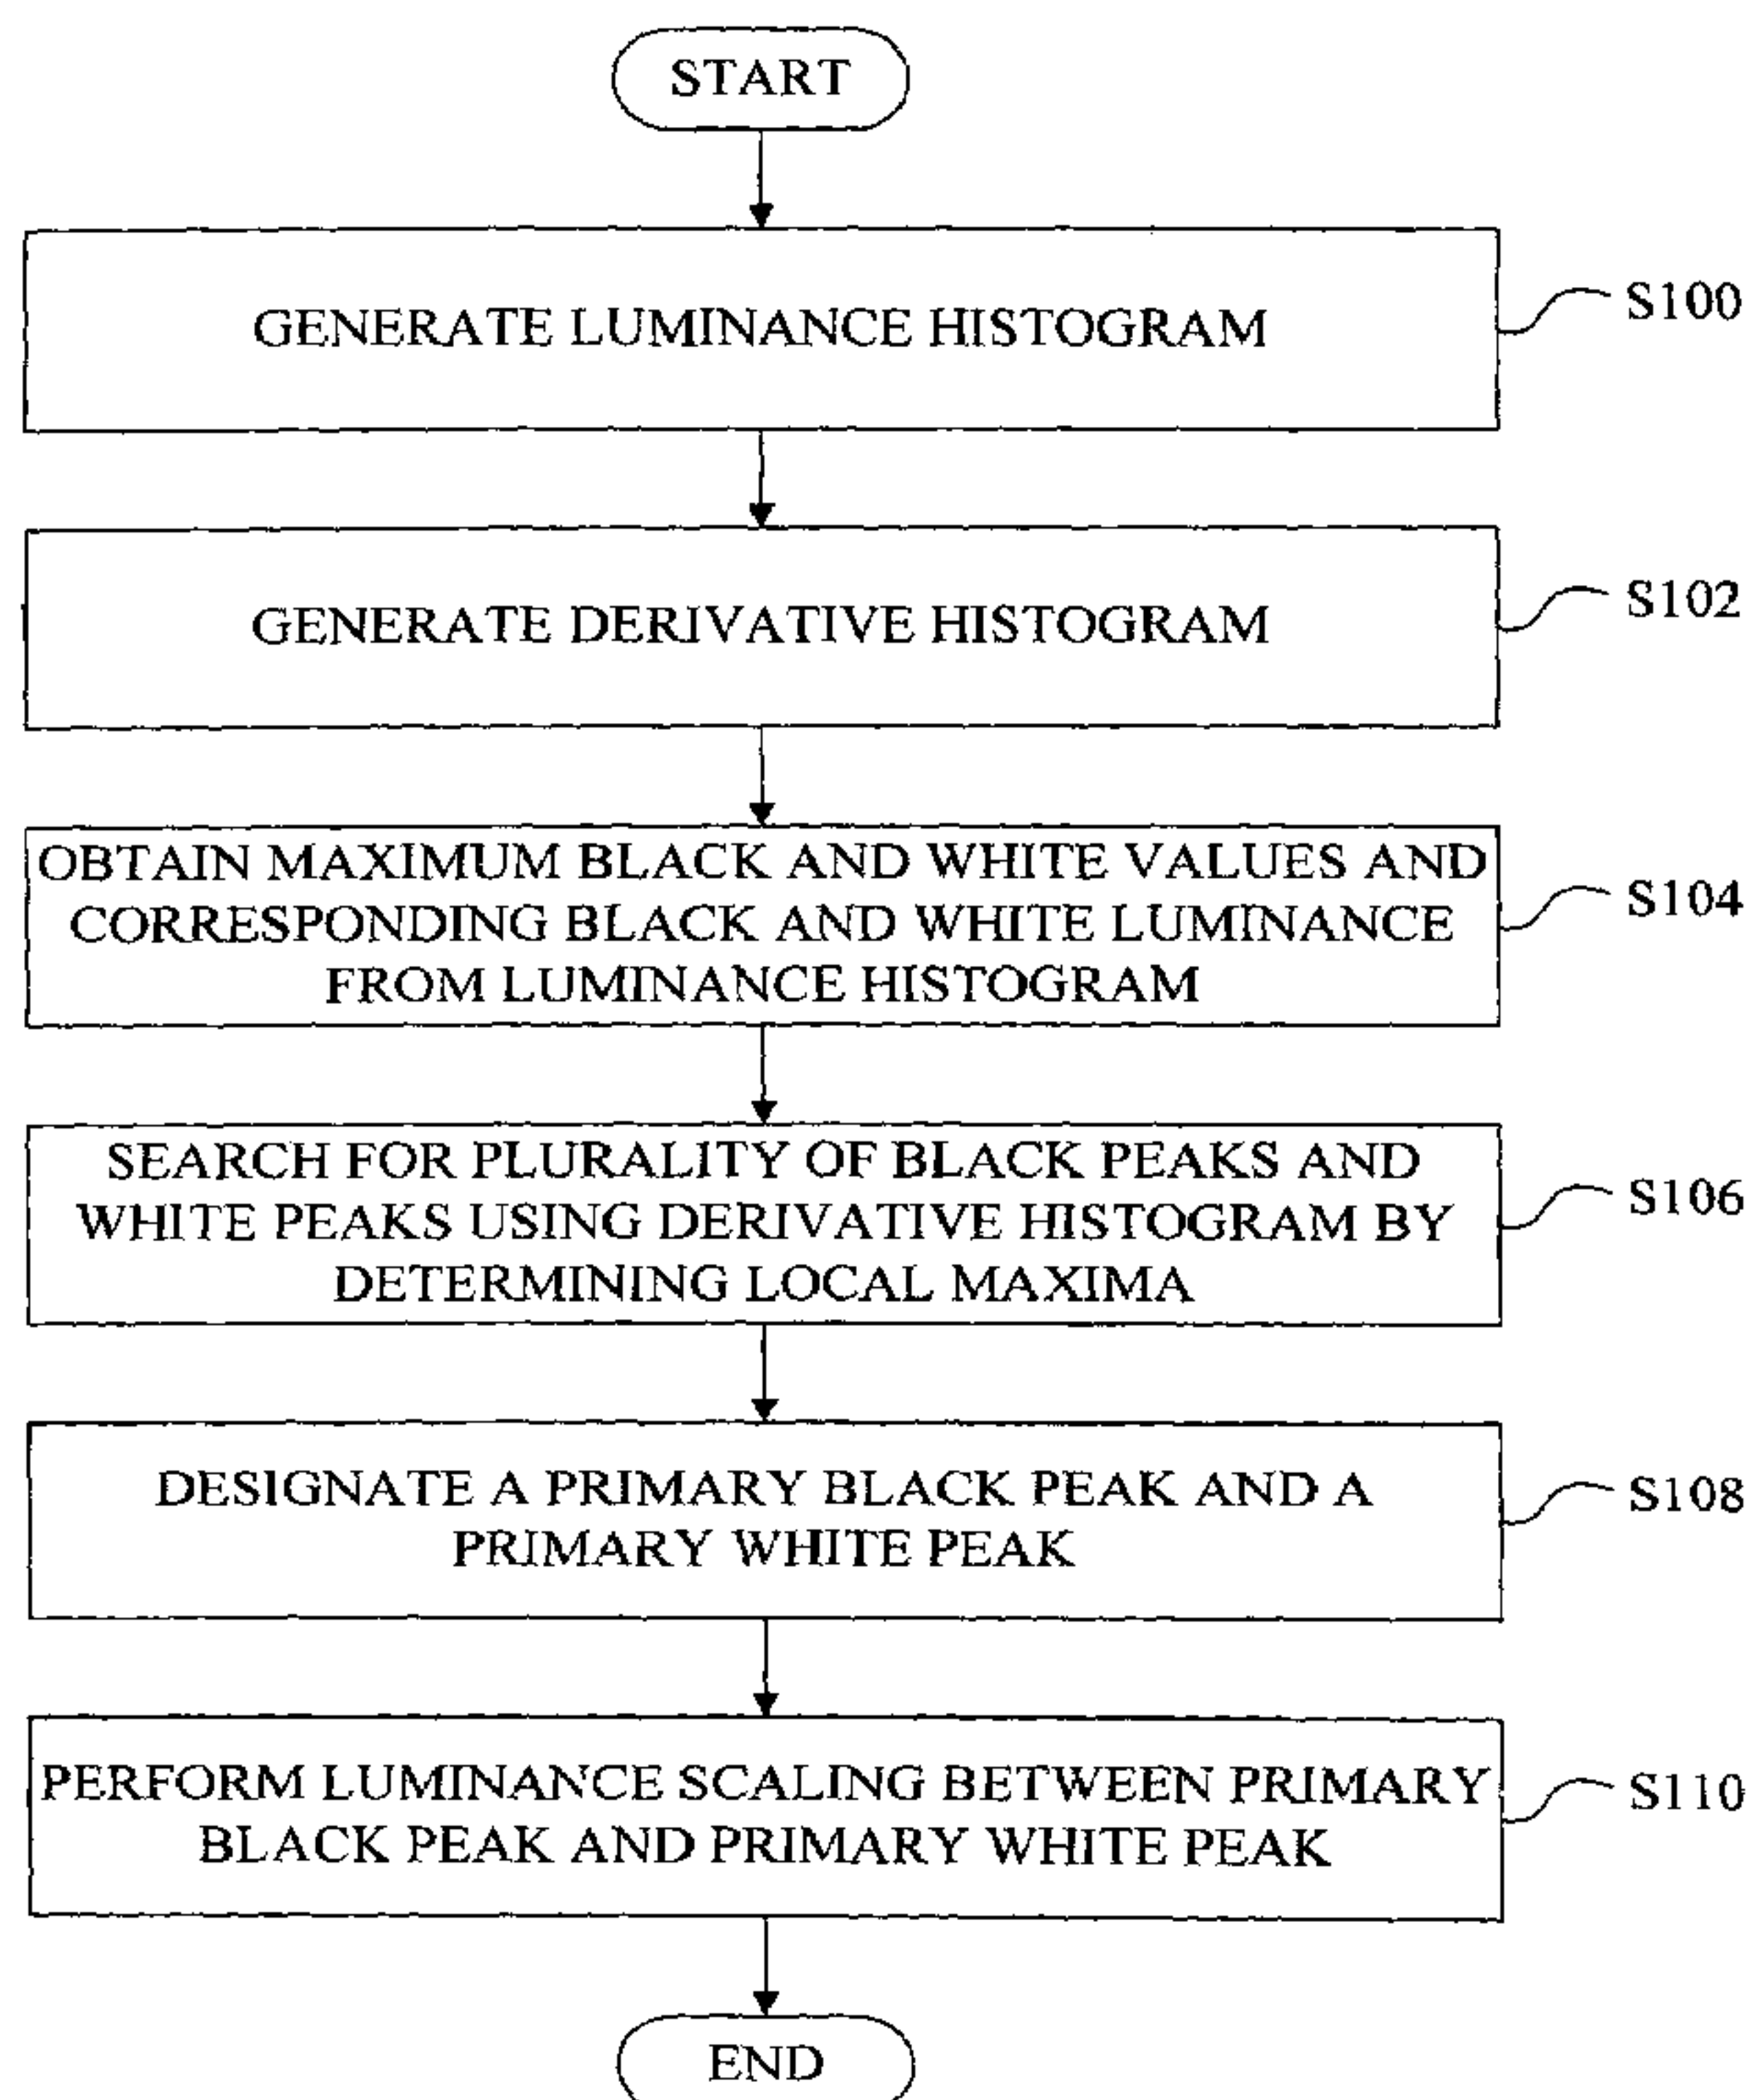 START
GENERATE LUMINANCE HISTOGRAM
S100
GENERATE DERIVATIVE HISTOGRAM
S102
OBTAIN MAXIMUM BLACK AND WHITE VALUES AND
CORRESPONDING BLACK AND WHITE LUMINANCE
FROM LUMINANCE HISTOGRAM
S104
SEARCH FOR PLURALITY OF BLACK PEAKS AND
WHITE PEAKS USING DERIVATIVE HISTOGRAM BY
DETERMINING LOCAL MAXIMA
S106
DESIGNATE A PRIMARY BLACK PEAK AND A
PRIMARY WHITE PEAK
S108
PERFORM LUMINANCE SCALING BETWEEN PRIMARY
BLACK PEAK AND PRIMARY WHITE PEAK
S110
END